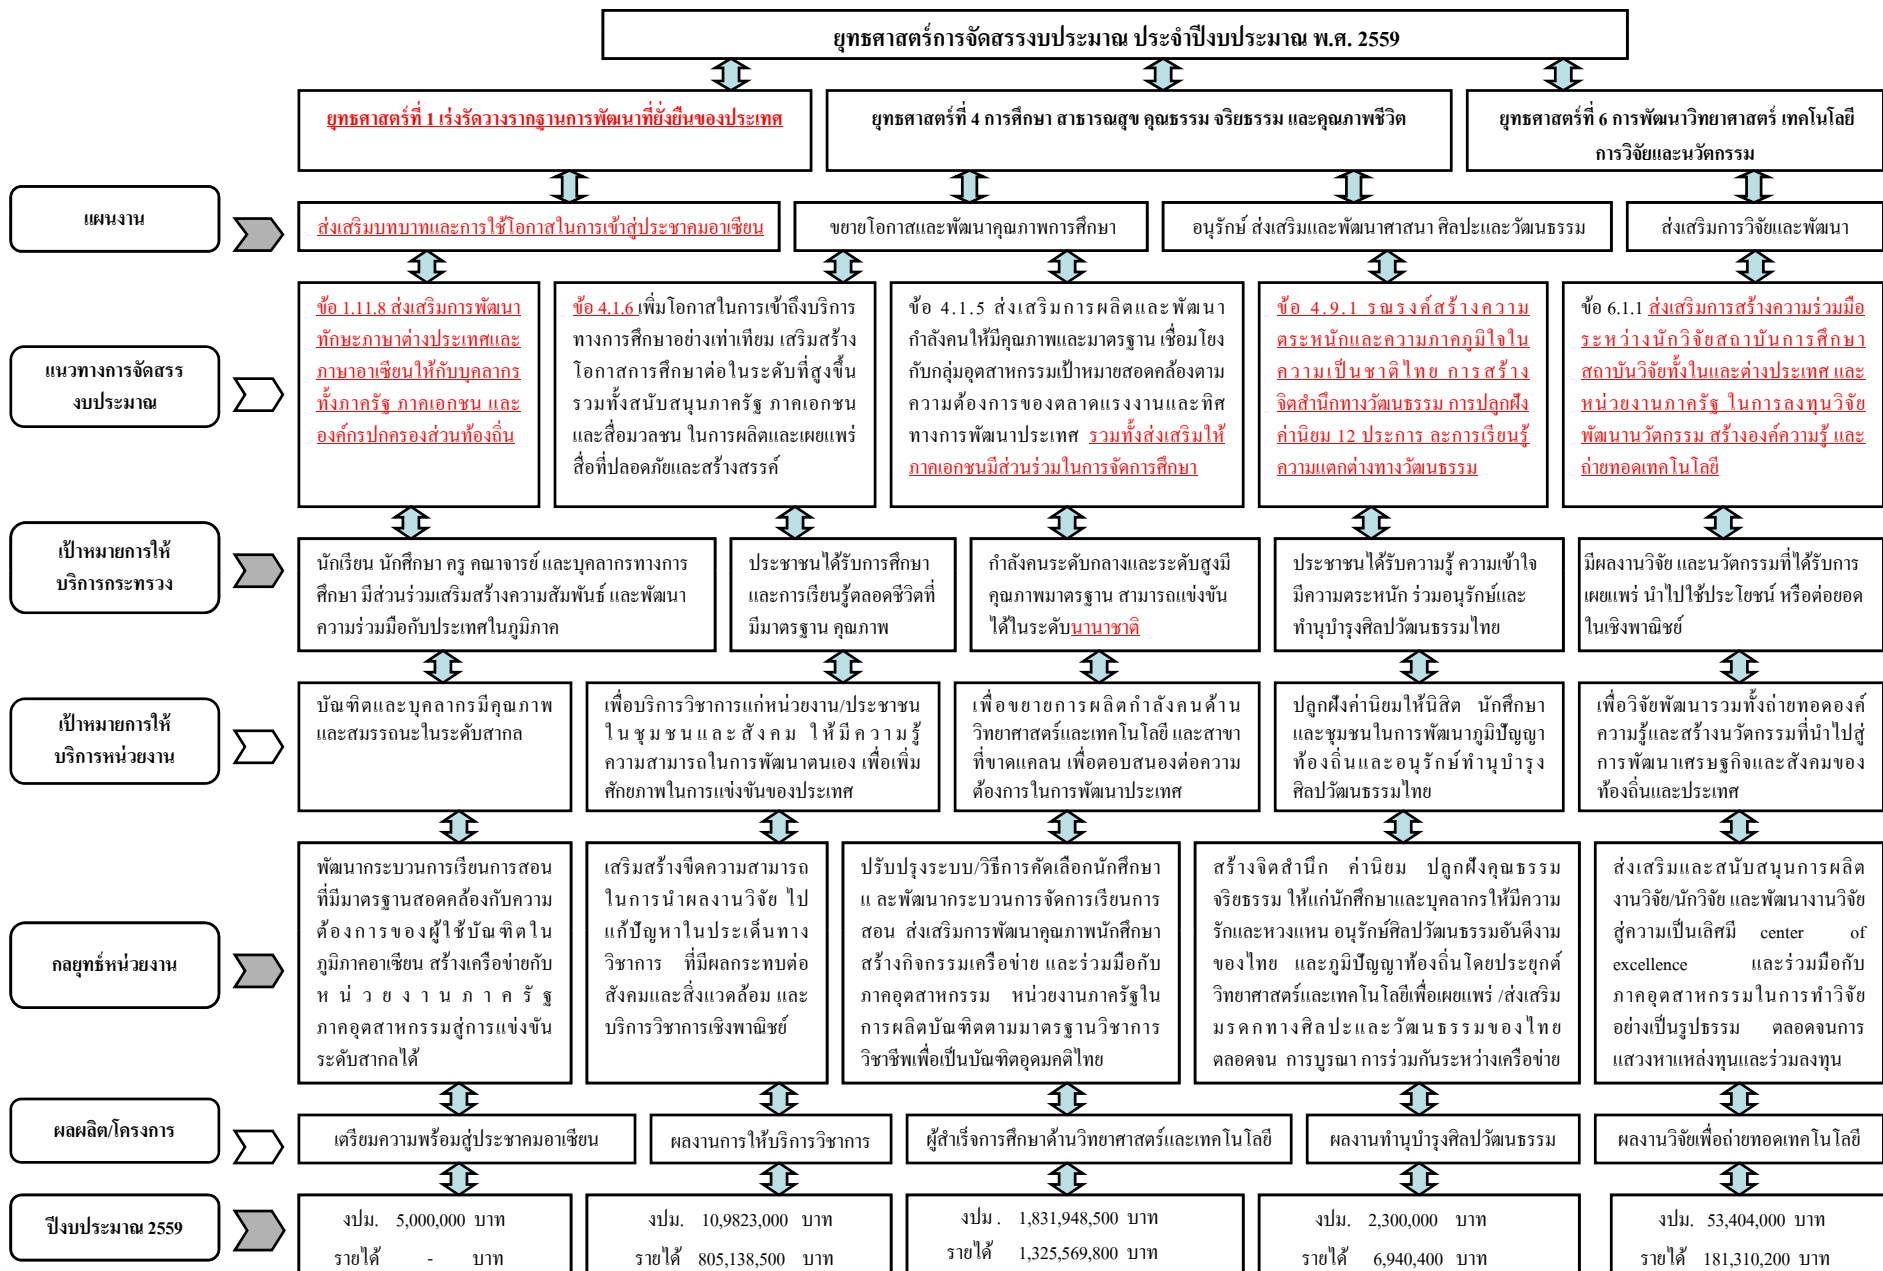 ยุทธศาสตร์การจัดสรรงบประมาณ ประจำปีงบประมาณ พ.ศ. 2559
ยุทธศาสตร์ที่ 1 เร่งรัดวางรากฐานการพัฒนาที่ยั่งยืนของประเทศ
ยุทธศาสตร์ที่ 4 การศึกษา สาธารณสุข คุณธรรม จริยธรรม และคุณภาพชีวิต
ยุทธศาสตร์ที่ 6 การพัฒนาวิทยาศาสตร์ เทคโนโลยี
การวิจัยและนวัตกรรม
แผนงาน
ส่งเสริมบทบาทและการใช้โอกาสในการเข้าสู่ประชาคมอาเซียน
ขยายโอกาสและพัฒนาคุณภาพการศึกษา
อนุรักษ์ ส่งเสริมและพัฒนาศาสนา ศิลปะและวัฒนธรรม
ส่งเสริมการวิจัยและพัฒนา
แนวทางการจัดสรร
งบประมาณ
ข้อ 1.11.8 ส่งเสริมการพัฒนา
ทักษะภาษาต่างประเทศและ
ภาษาอาเซียนให้กับบุคลากร
ทั้งภาครัฐ ภาคเอกชน และ
องค์กรปกครองส่วนท้องถิ่น
ข้อ 4.1.6 เพิ่มโอกาสในการเข้าถึงบริการ
ทางการศึกษาอย่างเท่าเทียม เสริมสร้าง
โอกาสการศึกษาต่อในระดับที่สูงขึ้น
รวมทั้งสนับสนุนภาครัฐ ภาคเอกชน
และสื่อมวลชน ในการผลิตและเผยแพร่
สื่อที่ปลอดภัยและสร้างสรรค์
ข้อ 4.1.5 ส่งเสริมการผลิตและพัฒนา
กำลังคนให้มีคุณภาพและมาตรฐาน เชื่อมโยง
กับกลุ่มอุตสาหกรรมเป้าหมายสอดคล้องตาม
ความต้องการของตลาดแรงงานและทิศ
ทางการพัฒนาประเทศ รวมทั้งส่งเสริมให้
ภาคเอกชนมีส่วนร่วมในการจัดการศึกษา
ข้อ 4.9.1 รณรงค์สร้างความ
ตระหนักและความภาคภูมิใจใน
ความเป็นชาติไทย การสร้าง
จิตสำนึกทางวัฒนธรรม การปลูกฝัง
ค่านิยม 12 ประการ ละการเรียนรู้
ความแตกต่างทางวัฒนธรรม
ข้อ 6.1.1 ส่งเสริมการสร้างความร่วมมือ
ระหว่างนักวิจัยสถาบันการศึกษา
สถาบันวิจัยทั้งในและต่างประเทศ และ
หน่วยงานภาครัฐ ในการลงทุนวิจัย
พัฒนานวัตกรรม สร้างองค์ความรู้ และ
ถ่ายทอดเทคโนโลยี
เป้าหมายการให้
บริการกระทรวง
นักเรียน นักศึกษา ครู คณาจารย์ และบุคลากรทางการ
ศึกษา มีส่วนร่วมเสริมสร้างความสัมพันธ์ และพัฒนา
ความร่วมมือกับประเทศในภูมิภาค
ประชาชนได้รับการศึกษา
และการเรียนรู้ตลอดชีวิตที่
มีมาตรฐาน คุณภาพ
กำลังคนระดับกลางและระดับสูงมี
คุณภาพมาตรฐาน สามารถแข่งขัน
ได้ในระดับนานาชาติ
ประชาชนได้รับความรู้ ความเข้าใจ
มีความตระหนัก ร่วมอนุรักษ์และ
ทำนุบำรุงศิลปวัฒนธรรมไทย
มีผลงานวิจัย และนวัตกรรมที่ได้รับการ
เผยแพร่ นำไปใช้ประโยชน์ หรือต่อยอด
ในเชิงพาณิชย์
เป้าหมายการให้
บริการหน่วยงาน
บัณฑิตและบุคลากรมีคุณภาพ
และสมรรถนะในระดับสากล
เพื่อบริการวิชาการแก่หน่วยงาน/ประชาชน
ในชุมชนและสังคม ให้มีความรู้
ความสามารถในการพัฒนาตนเอง เพื่อเพิ่ม
ศักยภาพในการแข่งขันของประเทศ
เพื่อขยายการผลิตกำลังคนด้าน
วิทยาศาสตร์และเทคโนโลยี และสาขา
ที่ขาดแคลน เพื่อตอบสนองต่อความ
ต้องการในการพัฒนาประเทศ
ปลูกฝังค่านิยมให้นิสิต นักศึกษา
และชุมชนในการพัฒนาภูมิปัญญา
ท้องถิ่นและอนุรักษ์ทำนุบำรุง
ศิลปวัฒนธรรมไทย
เพื่อวิจัยพัฒนารวมทั้งถ่ายทอดองค์
ความรู้และสร้างนวัตกรรมที่นำไปสู่
การพัฒนาเศรษฐกิจและสังคมของ
ท้องถิ่นและประเทศ
กลยุทธ์หน่วยงาน
พัฒนากระบวนการเรียนการสอน
ที่มีมาตรฐานสอดคล้องกับความ
ต้องการของผู้ใช้บัณฑิตใน
ภูมิภาคอาเซียน สร้างเครือข่ายกับ
หน่วยงานภาครัฐ
ภาคอุตสาหกรรมสู่การแข่งขัน
ระดับสากลได้
เสริมสร้างขีดความสามารถ
ในการนำผลงานวิจัย ไป
แก้ปัญหาในประเด็นทาง
วิชาการ ที่มีผลกระทบต่อ
สังคมและสิ่งแวดล้อม และ
บริการวิชาการเชิงพาณิชย์
ปรับปรุงระบบ/วิธีการคัดเลือกนักศึกษา
แ ละพัฒนากระบวนการจัดการเรียนการ
สอน ส่งเสริมการพัฒนาคุณภาพนักศึกษา
สร้างกิจกรรมเครือข่าย และร่วมมือกับ
ภาคอุตสาหกรรม หน่วยงานภาครัฐใน
การผลิตบัณฑิตตามมาตรฐานวิชาการ
วิชาชีพเพื่อเป็นบัณฑิตอุดมคติไทย
สร้างจิตสำนึก ค่านิยม ปลูกฝังคุณธรรม
จริยธรรม ให้แก่นักศึกษาและบุคลากรให้มีความ
รักและหวงแหน อนุรักษ์ศิลปวัฒนธรรมอันดีงาม
ของไทย และภูมิปัญญาท้องถิ่นโดยประยุกต์
วิทยาศาสตร์และเทคโนโลยีเพื่อเผยแพร่ /ส่งเสริม
มรดกทางศิลปะและวัฒนธรรมของไทย
ตลอดจน การบูรณา การร่วมกันระหว่างเครือข่าย
ส่งเสริมและสนับสนุนการผลิต
งานวิจัย/นักวิจัย และพัฒนางานวิจัย
สู่ความเป็นเลิศมี center of
excellence และร่วมมือกับ
ภาคอุตสาหกรรมในการทำวิจัย
อย่างเป็นรูปธรรม ตลอดจนการ
แสวงหาแหล่งทุนและร่วมลงทุน
ผลผลิต/โครงการ
เตรียมความพร้อมสู่ประชาคมอาเซียน
ผลงานการให้บริการวิชาการ
ผู้สำเร็จการศึกษาด้านวิทยาศาสตร์และเทคโนโลยี
ผลงานทำนุบำรุงศิลปวัฒนธรรม
ผลงานวิจัยเพื่อถ่ายทอดเทคโนโลยี
ปีงบประมาณ 2559
งปม. 5,000,000 บาท
รายได้ - บาท
งปม. 10,9823,000 บาท
รายได้ 805,138,500 บาท
งปม . 1,831,948,500 บาท
รายได้ 1,325,569,800 บาท
งปม. 2,300,000 บาท
รายได้ 6,940,400 บาท
งปม. 53,404,000 บาท
รายได้ 181,310,200 บาท